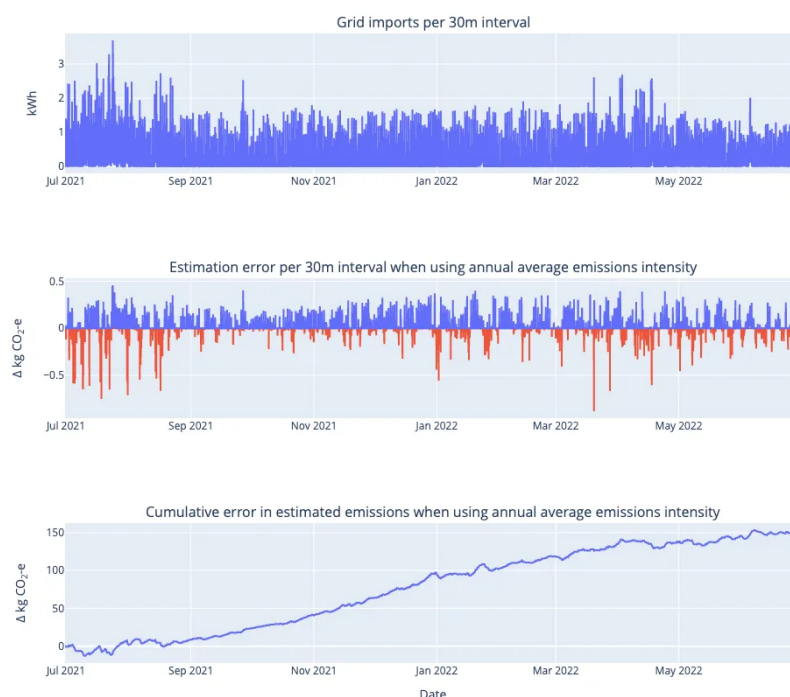 Grid imports per 30m interval
kWh
3
2
1
0
Jul 2021 Sep 2021 Nov 2021 Jan 2022 Mar 2022 May 2022
Estimation error per 30m interval when using annual average emissions intensity
Δ kg CO₂-e
0.5
0
−0.5
Jul 2021 Sep 2021 Nov 2021 Jan 2022 Mar 2022 May 2022
Cumulative error in estimated emissions when using annual average emissions intensity
Δ kg CO₂-e
150
100
50
0
Jul 2021 Sep 2021 Nov 2021 Jan 2022 Mar 2022 May 2022
Date